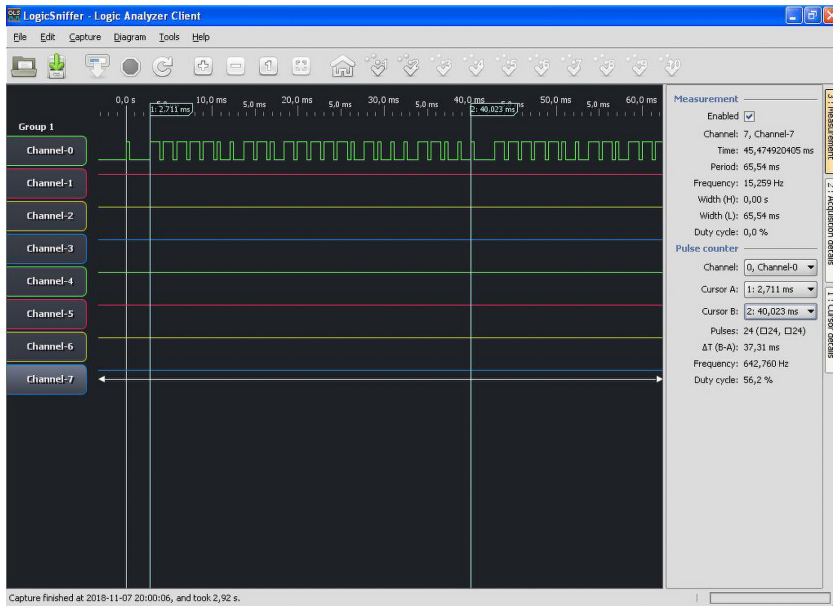 LogicSniffer - Logic Analyzer Client
File Edit Capture Diagram Tools Help
0,0 s 10,0 ms 5,0 ms 20,0 ms 5,0 ms 30,0 ms 5,0 ms 40,0 ms 50,0 ms 5,0 ms 60,0 ms
1: 2.711 ms 2: 40.023 ms
Group 1
Channel-0
Channel-1
Channel-2
Channel-3
Channel-4
Channel-5
Channel-6
Channel-7
Measurement
Enabled
Channel: 7, Channel-7
Time: 45,474920405 ms
Period: 65,54 ms
Frequency: 15,259 Hz
Width (H): 0,00 s
Width (L): 65,54 ms
Duty cycle: 0,0 %
Pulse counter
Channel: 0, Channel-0
Cursor A: 1: 2,711 ms
Cursor B: 2: 40,023 ms
Pulses: 24 (□24, □24)
ΔT (B-A): 37,31 ms
Frequency: 642,760 Hz
Duty cycle: 56,2 %
3 : Measurement
2 : Acquisition details
1 : Cursor details
Capture finished at 2018-11-07 20:00:06, and took 2,92 s.